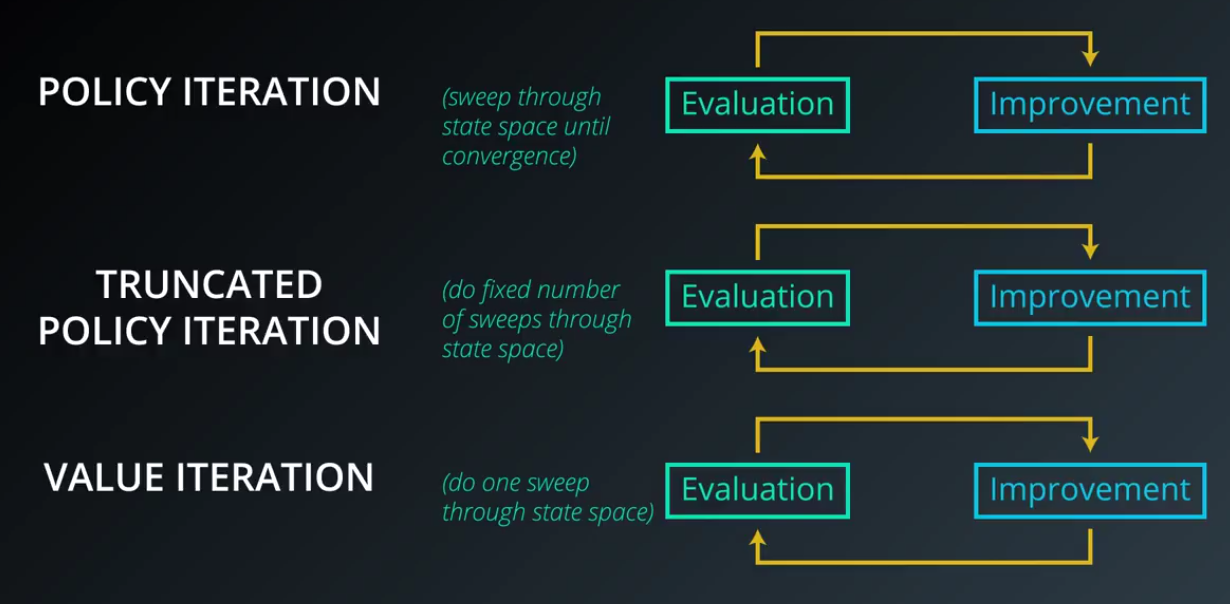 POLICY ITERATION
(sweep through
state space until
convergence)
Evaluation
Improvement
TRUNCATED
POLICY ITERATION
(do fixed number
of sweeps through
state space)
Evaluation
Improvement
VALUE ITERATION
(do one sweep
through state space)
Evaluation
Improvement